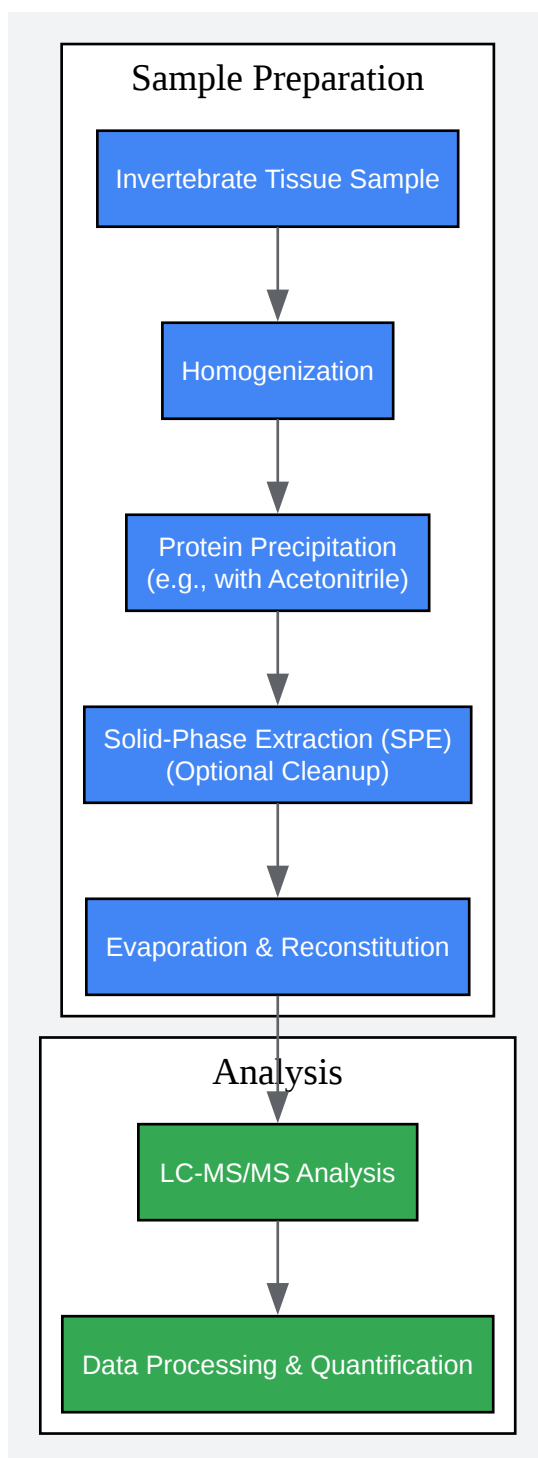 Sample Preparation
Invertebrate Tissue Sample
Homogenization
Protein Precipitation
(e.g., with Acetonitrile)
Solid-Phase Extraction (SPE)
(Optional Cleanup)
Evaporation & Reconstitution
Analysis
LC-MS/MS Analysis
Data Processing & Quantification